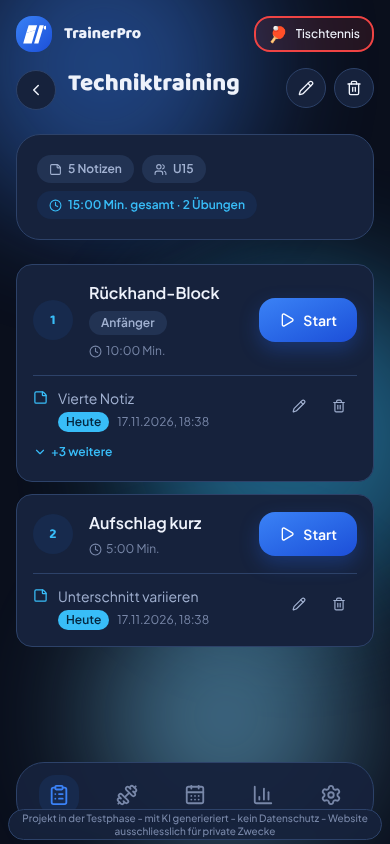 TrainerPro
Tischtennis
Techniktraining
5 Notizen
U15
15:00 Min. gesamt · 2 Übungen
1
Rückhand-Block
Anfänger
10:00 Min.
Start
Vierte Notiz
Heute 17.11.2026, 18:38
+3 weitere
2
Aufschlag kurz
5:00 Min.
Start
Unterschnitt variieren
Heute 17.11.2026, 18:38
Projekt in der Testphase – mit KI generieriert – kein Datenschutz – Website
ausschliesslich für private Zwecke